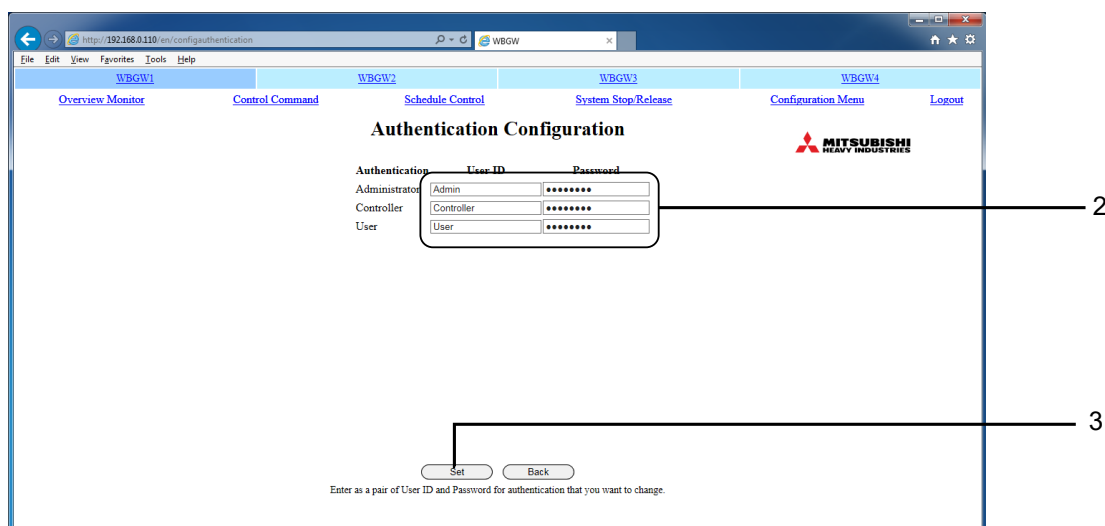 http://192.168.0.110/en/configauthentication WBGW
File Edit View Favorites Tools Help
WBGW1 WBGW2 WBGW3 WBGW4
Overview Monitor Control Command Schedule Control System Stop/Release Configuration Menu Logout
Authentication Configuration
MITSUBISHI
HEAVY INDUSTRIES
Authentication User ID Password
Administrator Admin ••••••••
Controller Controller ••••••••
User User ••••••••
2
3
Set Back
Enter as a pair of User ID and Password for authentication that you want to change.